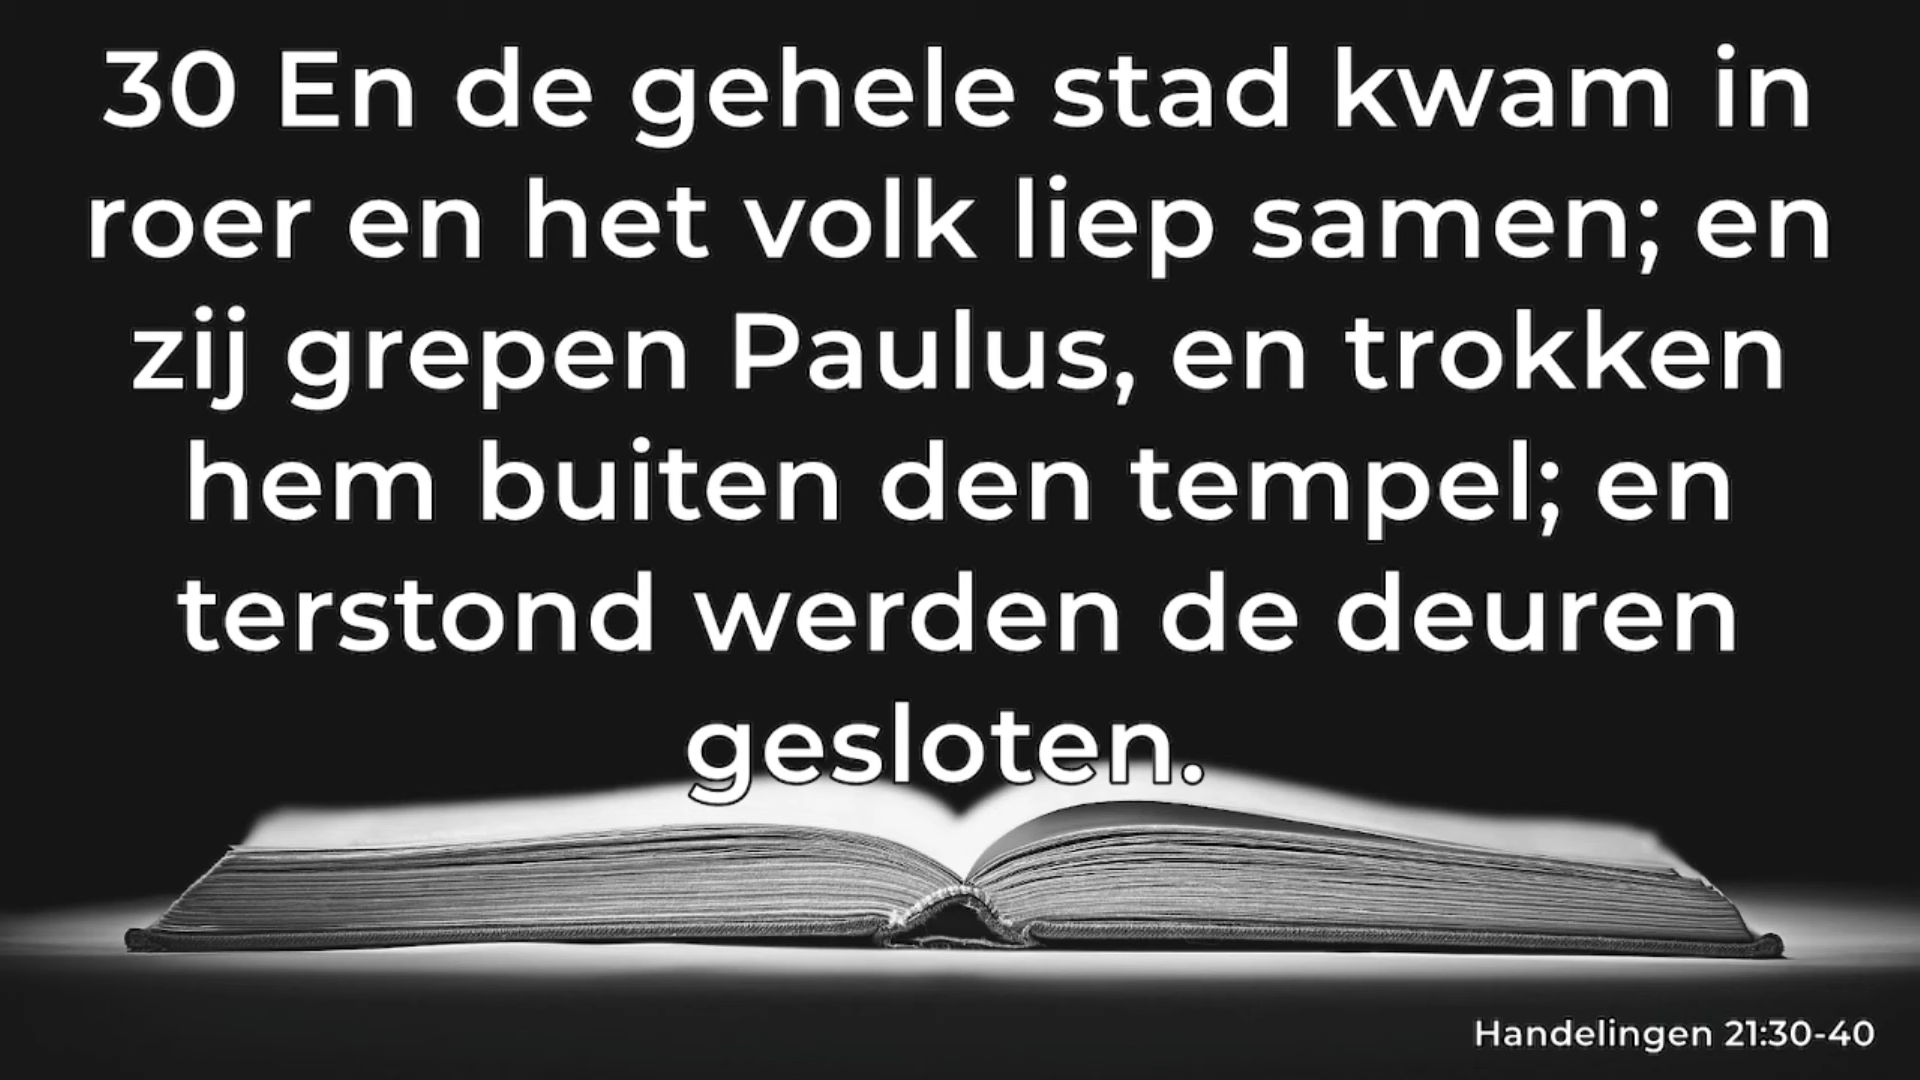 30 En de gehele stad kwam in
roer en het volk liep samen; en
zij grepen Paulus, en trokken
hem buiten den tempel; en
terstond werden de deuren
gesloten.
Handelingen 21:30-40